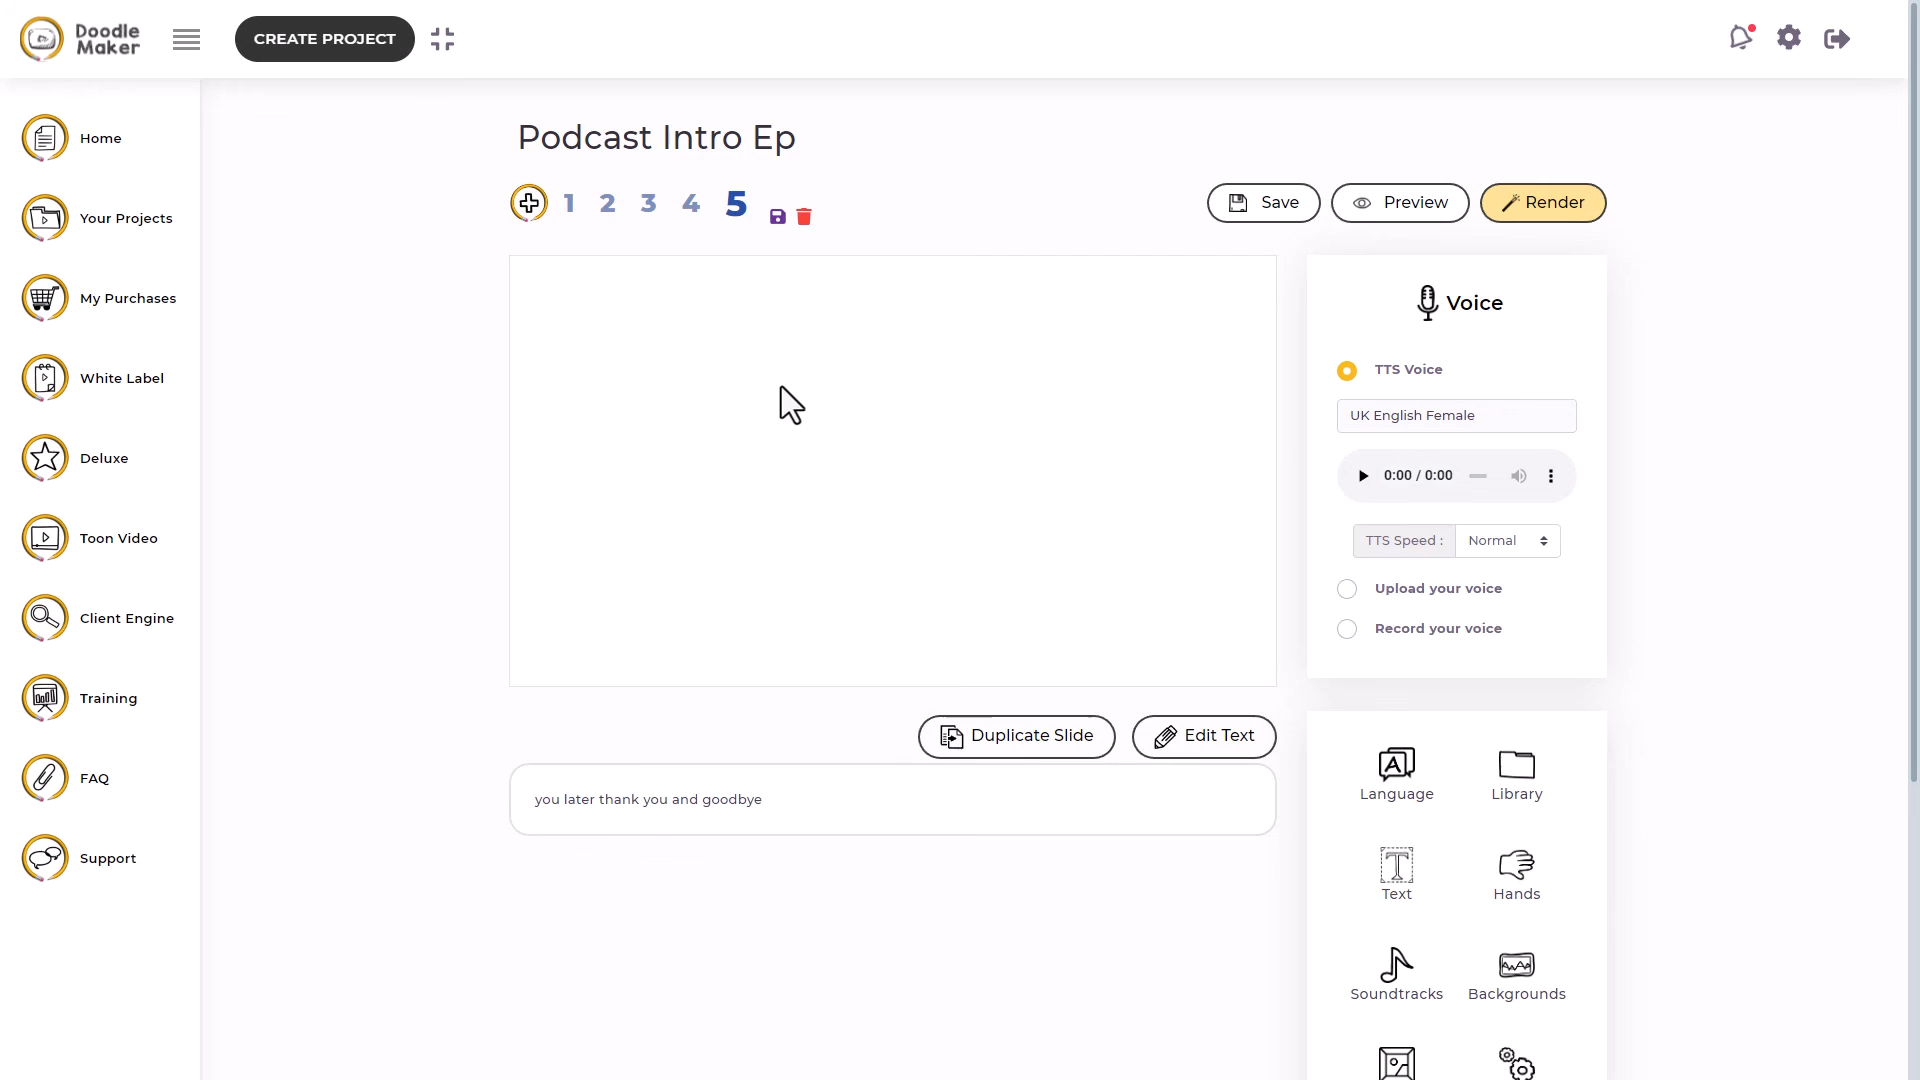 Doodle
Maker
CREATE PROJECT
Home
Your Projects
My Purchases
White Label
Deluxe
Toon Video
Client Engine
Training
FAQ
Support
Podcast Intro Ep
1 2 3 4 5
Save Preview Render
Voice
TTS Voice
UK English Female
0:00 / 0:00
TTS Speed : Normal
Upload your voice
Record your voice
Duplicate Slide Edit Text
you later thank you and goodbye
Language Library
Text Hands
Soundtracks Backgrounds